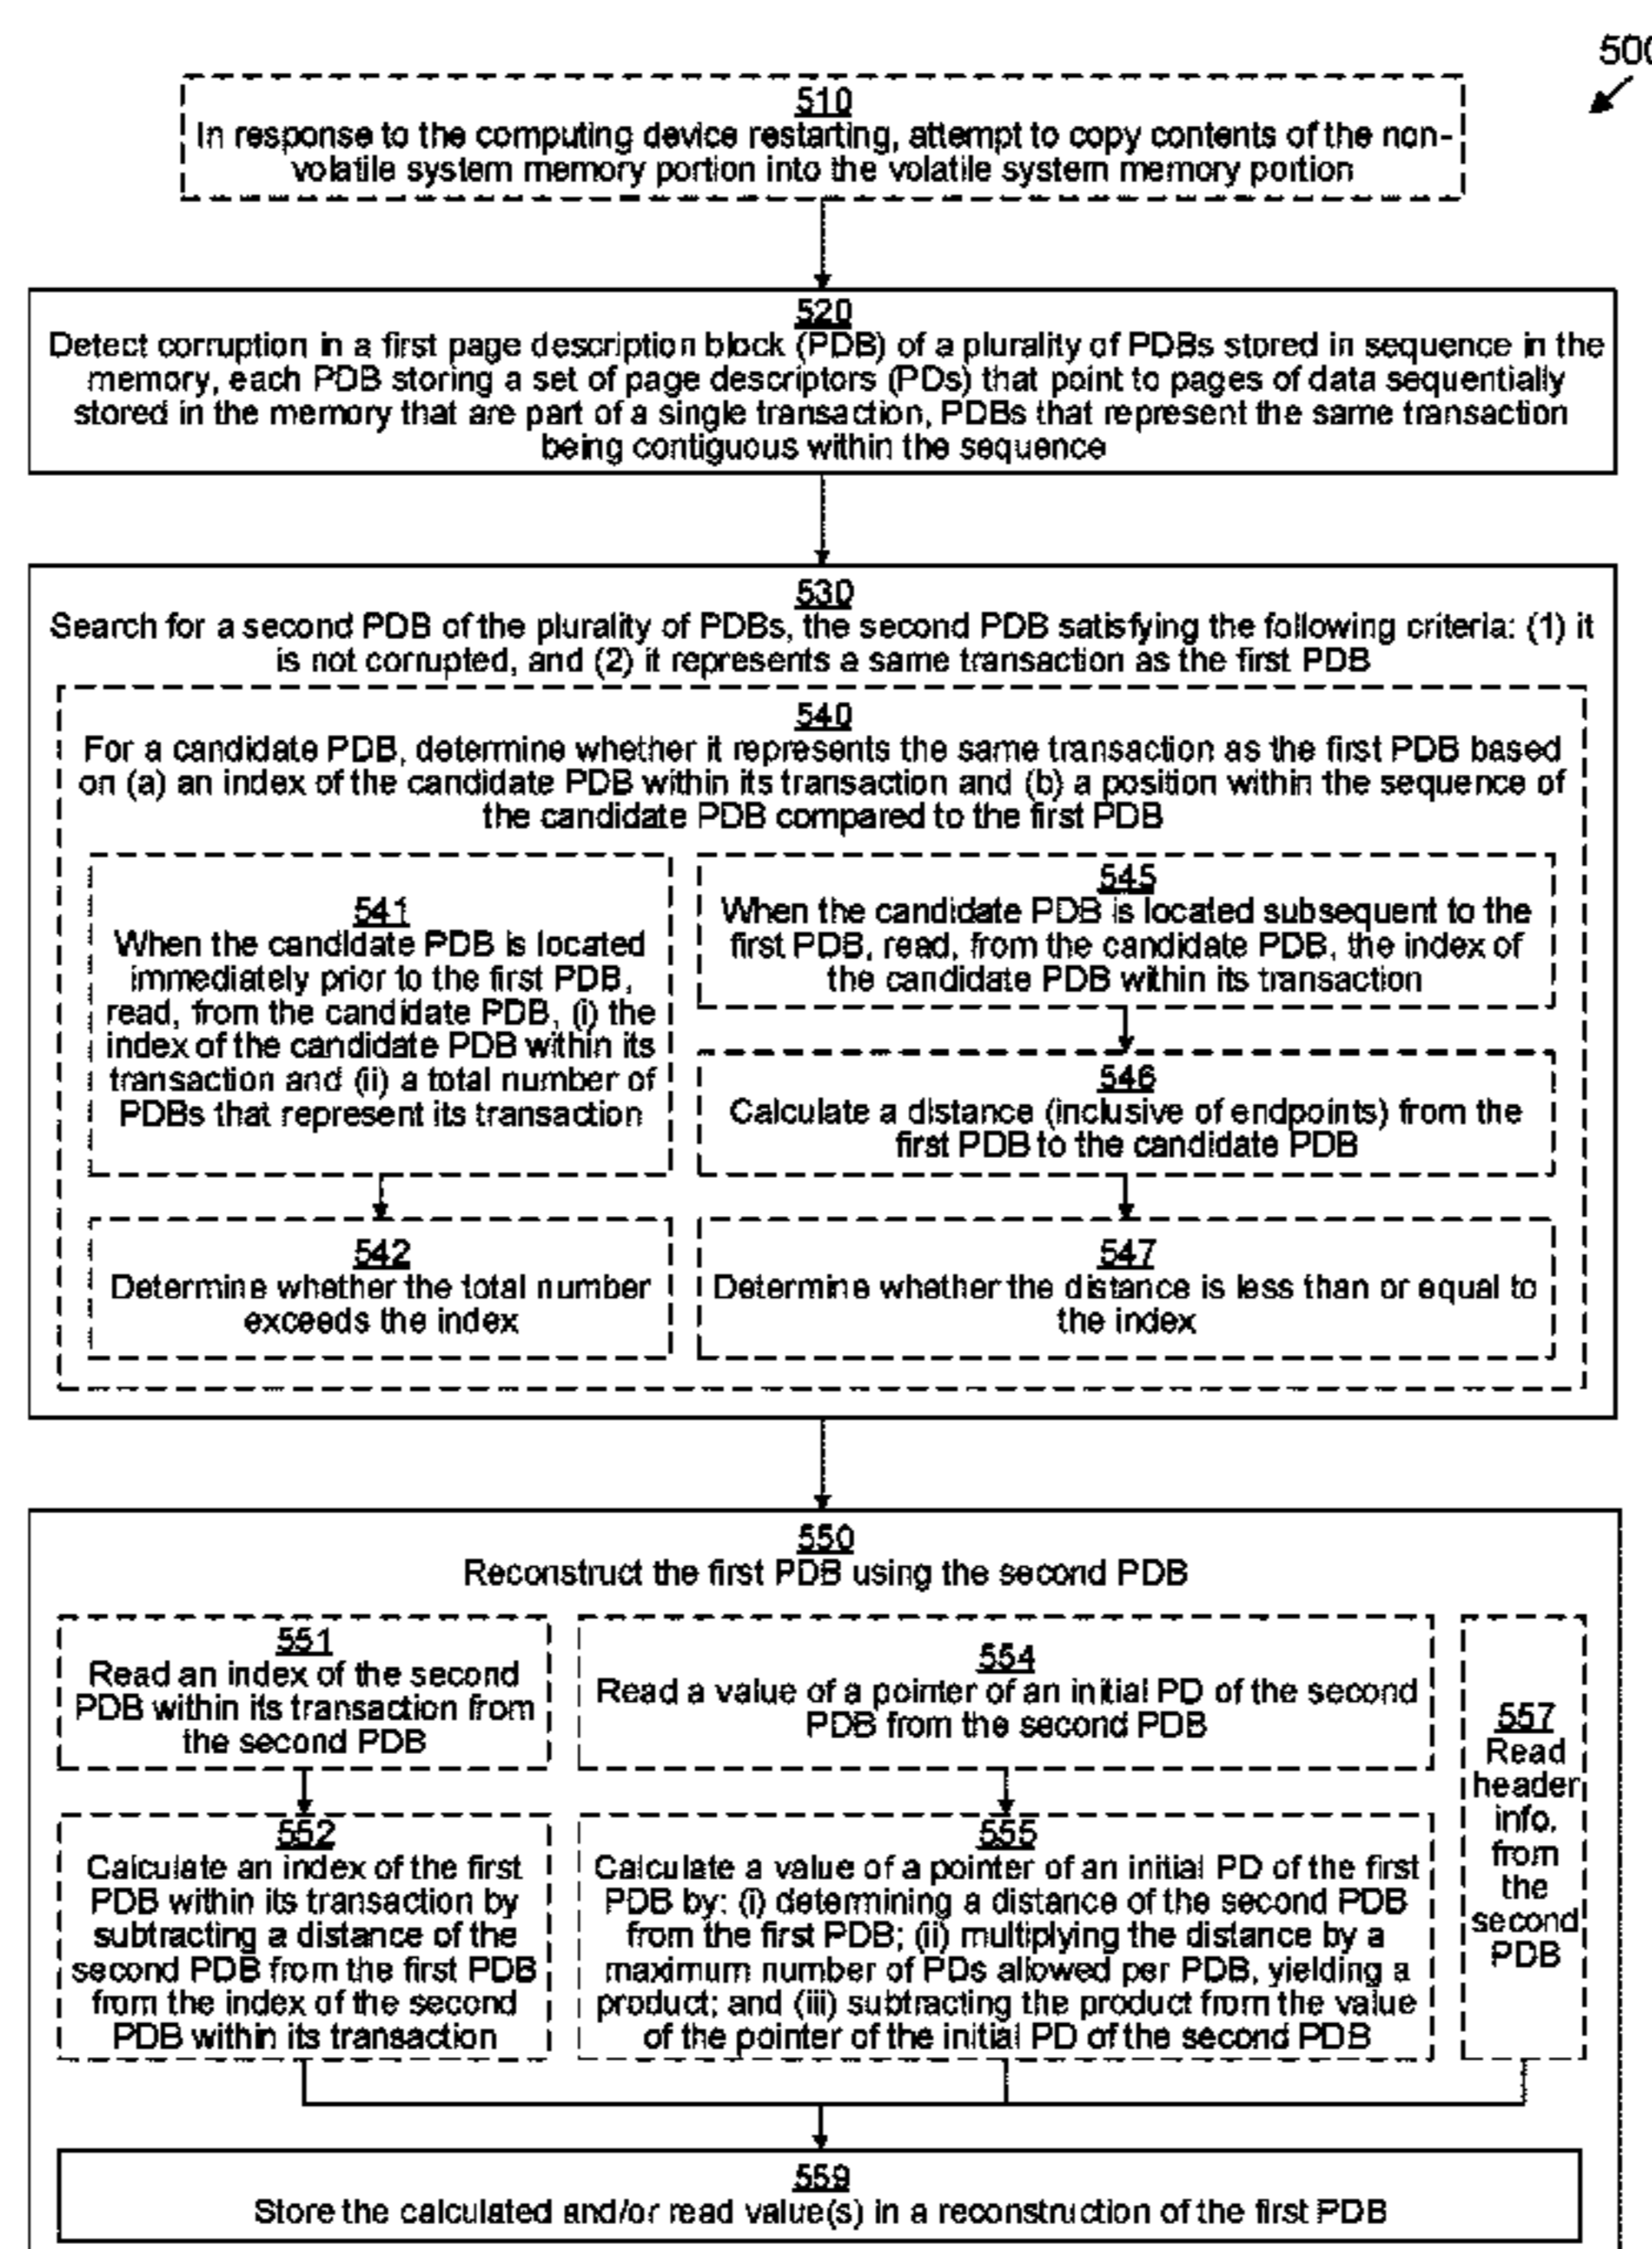 500
510
In response to the computing device restarting, attempt to copy contents of the non-
volatile system memory portion into the volatile system memory portion
520
Detect corruption in a first page description block (PDB) of a plurality of PDBs stored in sequence in the
memory, each PDB storing a set of page descriptors (PDs) that point to pages of data sequentially
stored in the memory that are part of a single transaction, PDBs that represent the same transaction
being contiguous within the sequence
530
Search for a second PDB of the plurality of PDBs, the second PDB satisfying the following criteria: (1) it
is not corrupted, and (2) it represents a same transaction as the first PDB
540
For a candidate PDB, determine whether it represents the same transaction as the first PDB based
on (a) an index of the candidate PDB within its transaction and (b) a position within the sequence of
the candidate PDB compared to the first PDB
541
When the candidate PDB is located
immediately prior to the first PDB,
read, from the candidate PDB, (i) the
index of the candidate PDB within its
transaction and (ii) a total number of
PDBs that represent its transaction
542
Determine whether the total number
exceeds the index
545
When the candidate PDB is located subsequent to the
first PDB, read, from the candidate PDB, the index of
the candidate PDB within its transaction
546
Calculate a distance (inclusive of endpoints) from the
first PDB to the candidate PDB
547
Determine whether the distance is less than or equal to
the index
550
Reconstruct the first PDB using the second PDB
551
Read an index of the second
PDB within its transaction from
the second PDB
552
Calculate an index of the first
PDB within its transaction by
subtracting a distance of the
second PDB from the first PDB
from the index of the second
PDB within its transaction
554
Read a value of a pointer of an initial PD of the second
PDB from the second PDB
555
Calculate a value of a pointer of an initial PD of the first
PDB by: (i) determining a distance of the second PDB
from the first PDB; (ii) multiplying the distance by a
maximum number of PDs allowed per PDB, yielding a
product; and (iii) subtracting the product from the value
of the pointer of the initial PD of the second PDB
557
Read
header
info.
from
the
second
PDB
559
Store the calculated and/or read value(s) in a reconstruction of the first PDB